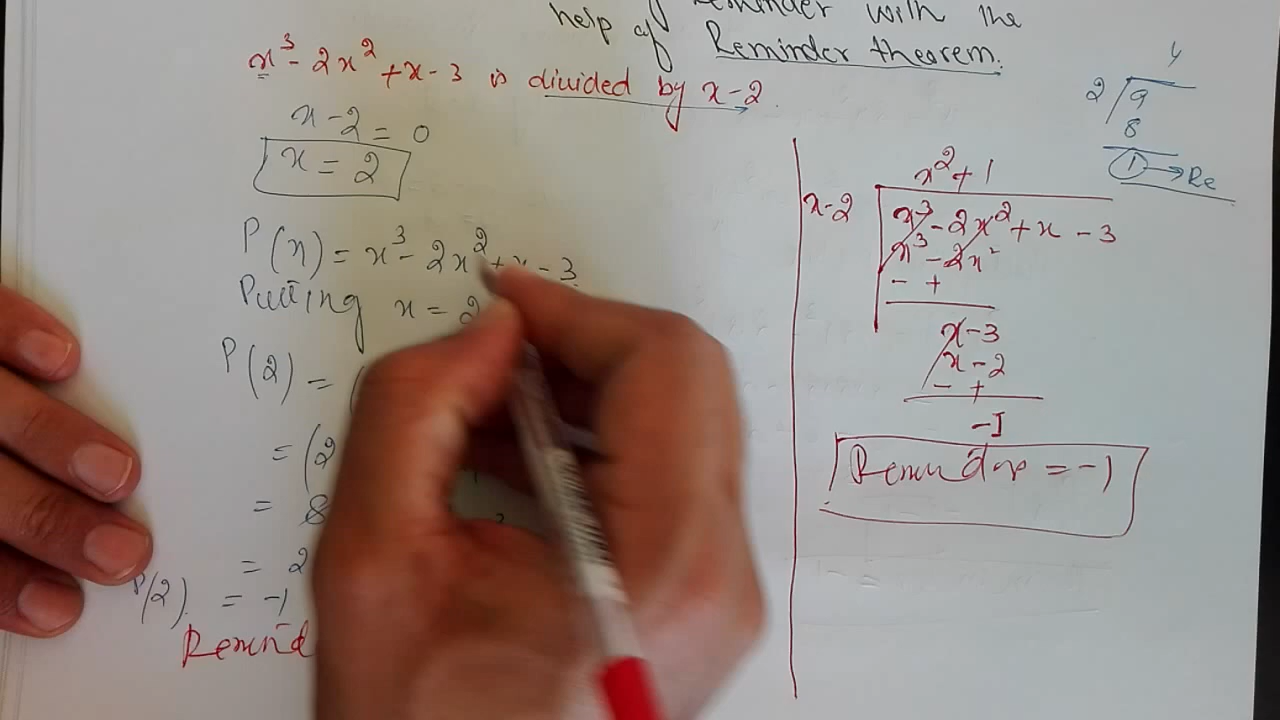 Reminder with the
help of Reminder theorem.
x³ - 2x² + x - 3 is divided by x-2
x-2 = 0
x = 2
P(x) = x³ - 2x² + x - 3
Putting x = 2
P(2) = (
= (2
= 8
= 2
P(2) = -1
Remind
4
2 9
8
1 → Re
x² + 1
x-2 x³ - 2x² + x - 3
x³ - 2x²
- +
x-3
x-2
- +
-1
Reminder = -1